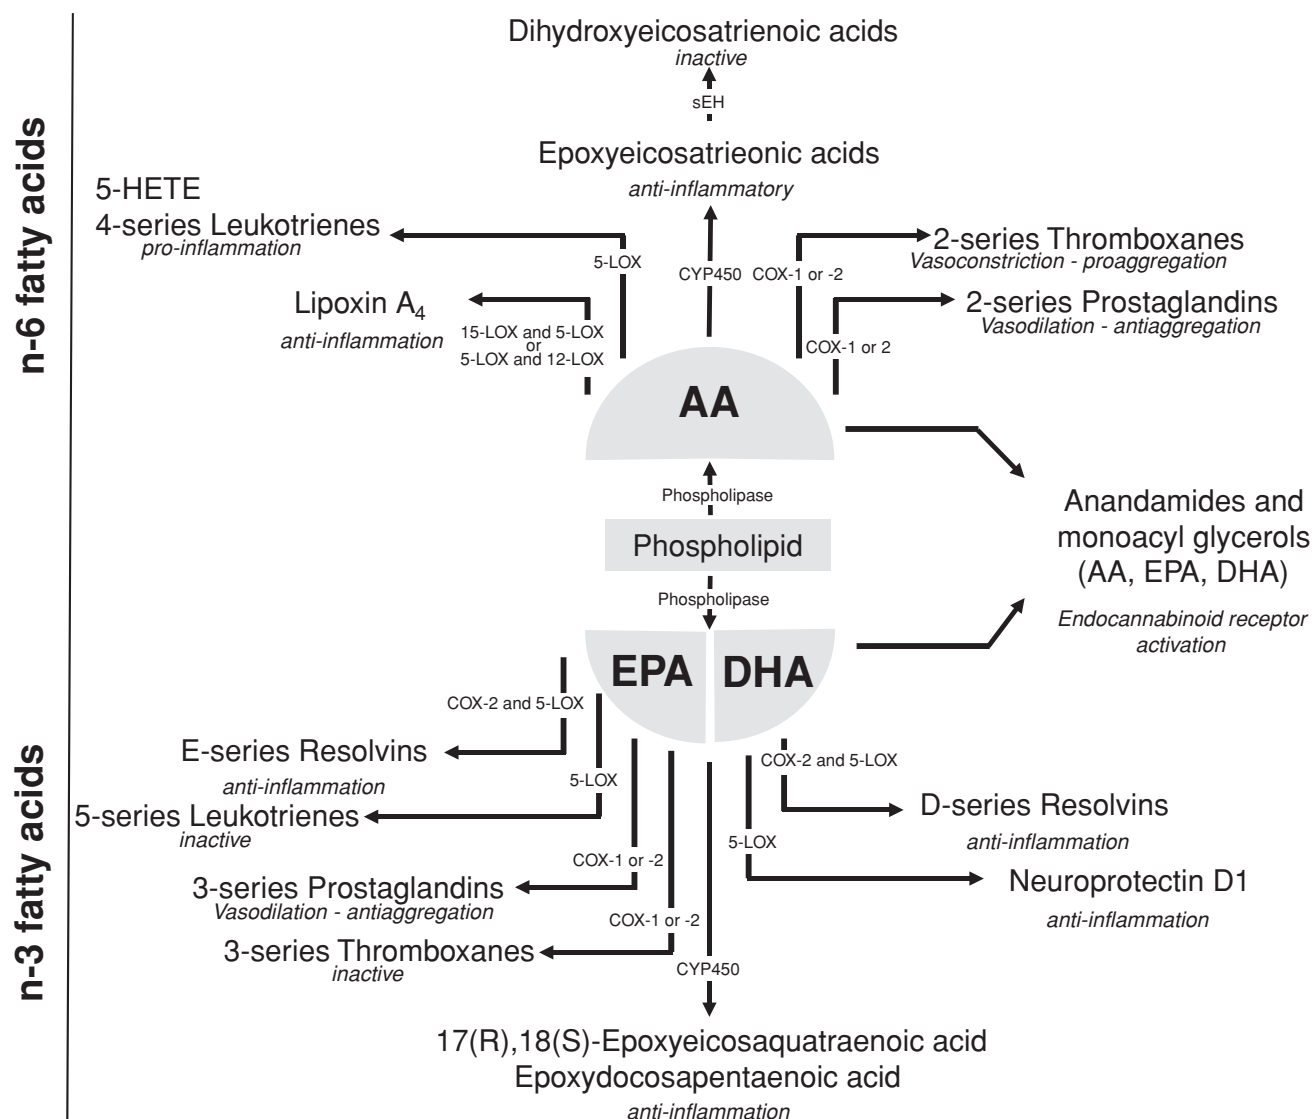 Dihydroxyeicosatrienoic acids
inactive
sEH
Epoxyeicosatrieonic acids
anti-inflammatory
n-6 fatty acids
5-HETE
4-series Leukotrienes
pro-inflammation
5-LOX
CYP450
COX-1 or -2
2-series Thromboxanes
Vasoconstriction - proaggregation
Lipoxin A4
anti-inflammation
15-LOX and 5-LOX
or
5-LOX and 12-LOX
COX-1 or 2
2-series Prostaglandins
Vasodilation - antiaggregation
AA
Phospholipase
Phospholipid
Phospholipase
Anandamides and
monoacyl glycerols
(AA, EPA, DHA)
Endocannabinoid receptor
activation
EPA
DHA
n-3 fatty acids
COX-2 and 5-LOX
E-series Resolvins
anti-inflammation
5-LOX
5-series Leukotrienes
inactive
COX-1 or -2
3-series Prostaglandins
Vasodilation - antiaggregation
COX-1 or -2
3-series Thromboxanes
inactive
COX-2 and 5-LOX
D-series Resolvins
anti-inflammation
5-LOX
Neuroprotectin D1
anti-inflammation
CYP450
17(R),18(S)-Epoxyeicosaquatraenoic acid
Epoxydocosapentaenoic acid
anti-inflammation